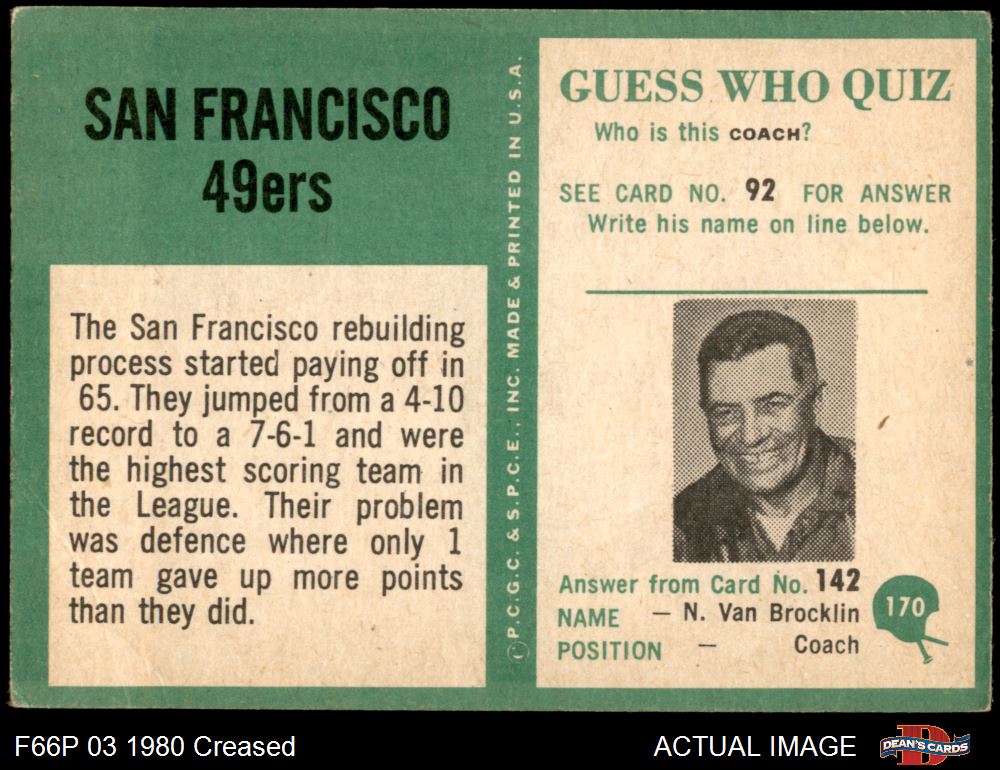 SAN FRANCISCO
49ers
The San Francisco rebuilding
process started paying off in
65. They jumped from a 4-10
record to a 7-6-1 and were
the highest scoring team in
the League. Their problem
was defence where only 1
team gave up more points
than they did.
©P.C.G.C. & S.P.C.E., INC. MADE & PRINTED IN U.S.A.
GUESS WHO QUIZ
Who is this COACH?
SEE CARD NO. 92 FOR ANSWER
Write his name on line below.
Answer from Card No. 142
NAME – N. Van Brocklin
POSITION – Coach
170
F66P 03 1980 Creased
ACTUAL IMAGE
D
DEAN'S CARDS